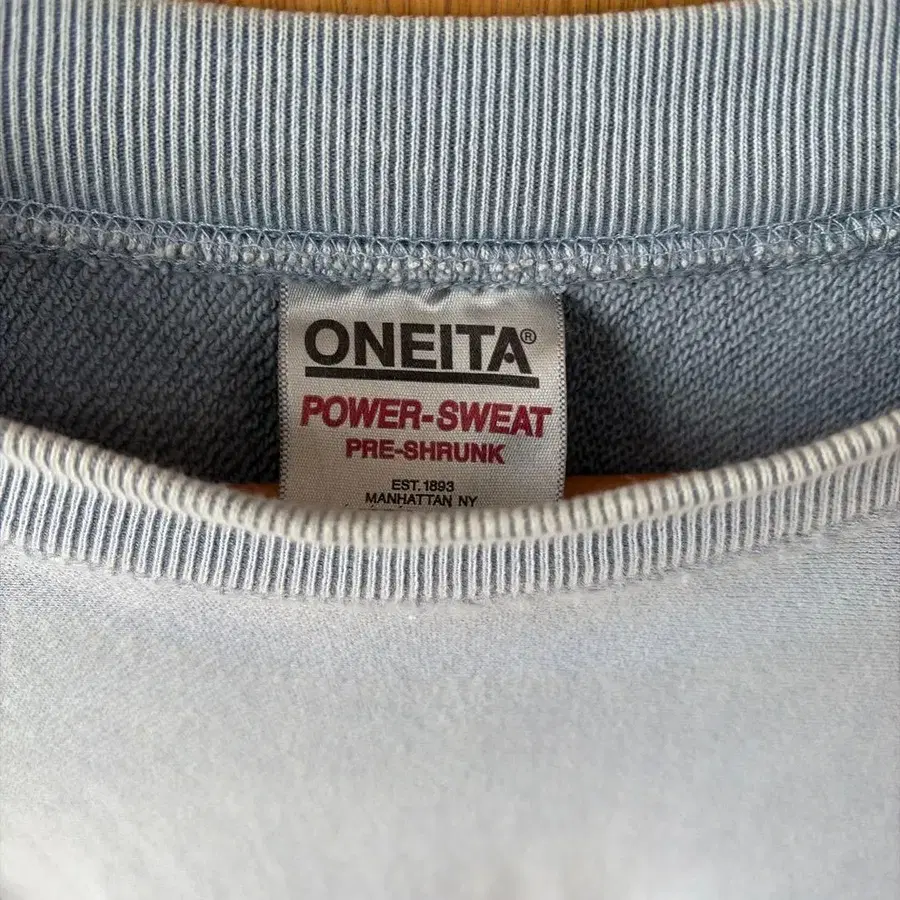 ONEITA®
POWER-SWEAT
PRE-SHRUNK
EST.1893
MANHATTAN NY